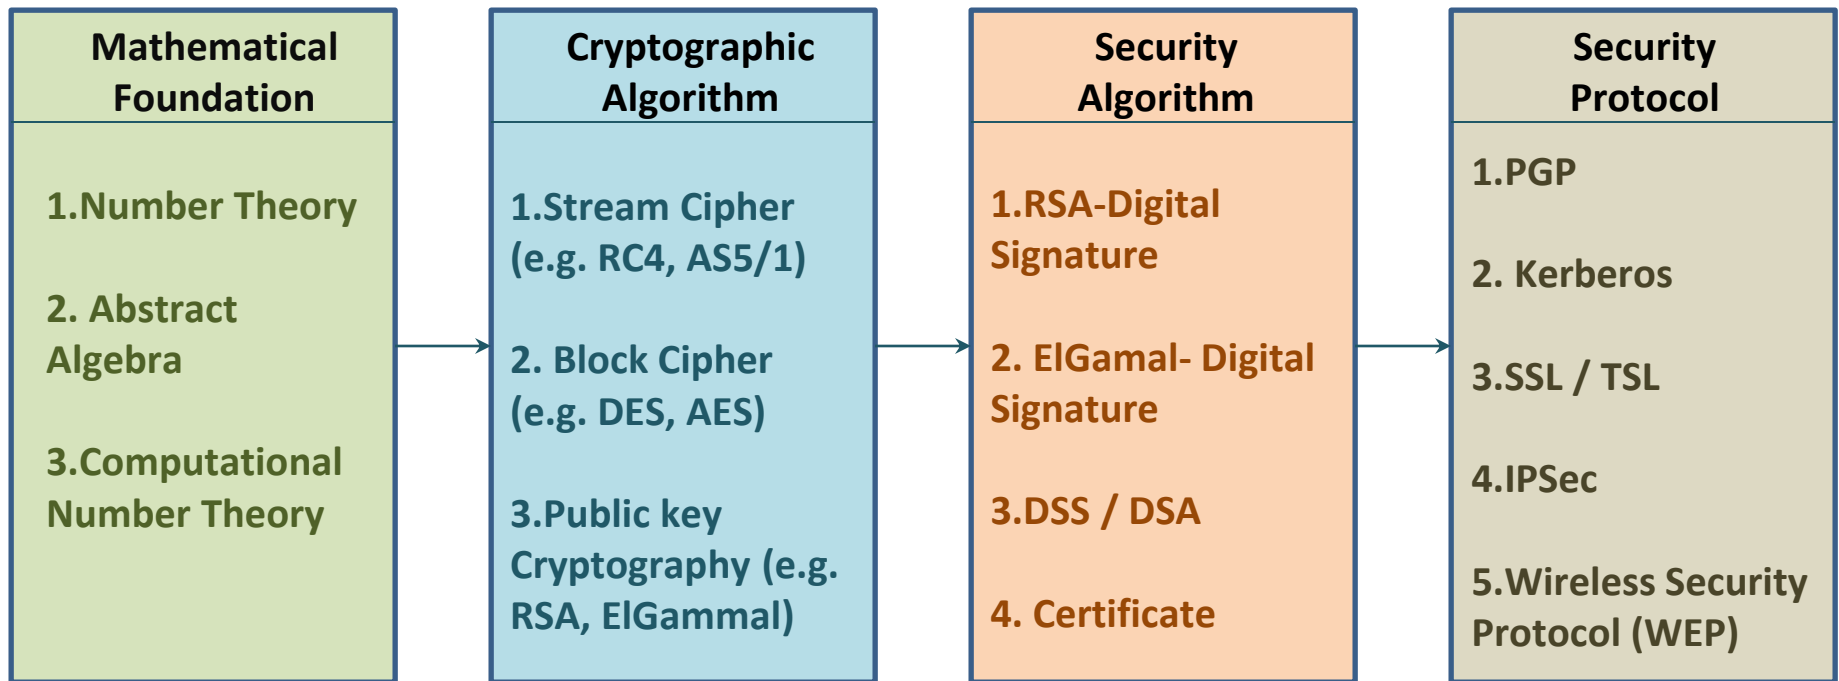 Mathematical
Foundation
1.Number Theory
2. Abstract
Algebra
3.Computational
Number Theory
Cryptographic
Algorithm
1.Stream Cipher
(e.g. RC4, AS5/1)
2. Block Cipher
(e.g. DES, AES)
3.Public key
Cryptography (e.g.
RSA, ElGammal)
Security
Algorithm
1.RSA-Digital
Signature
2. ElGamal- Digital
Signature
3.DSS / DSA
4. Certificate
Security
Protocol
1.PGP
2. Kerberos
3.SSL / TSL
4.IPSec
5.Wireless Security
Protocol (WEP)